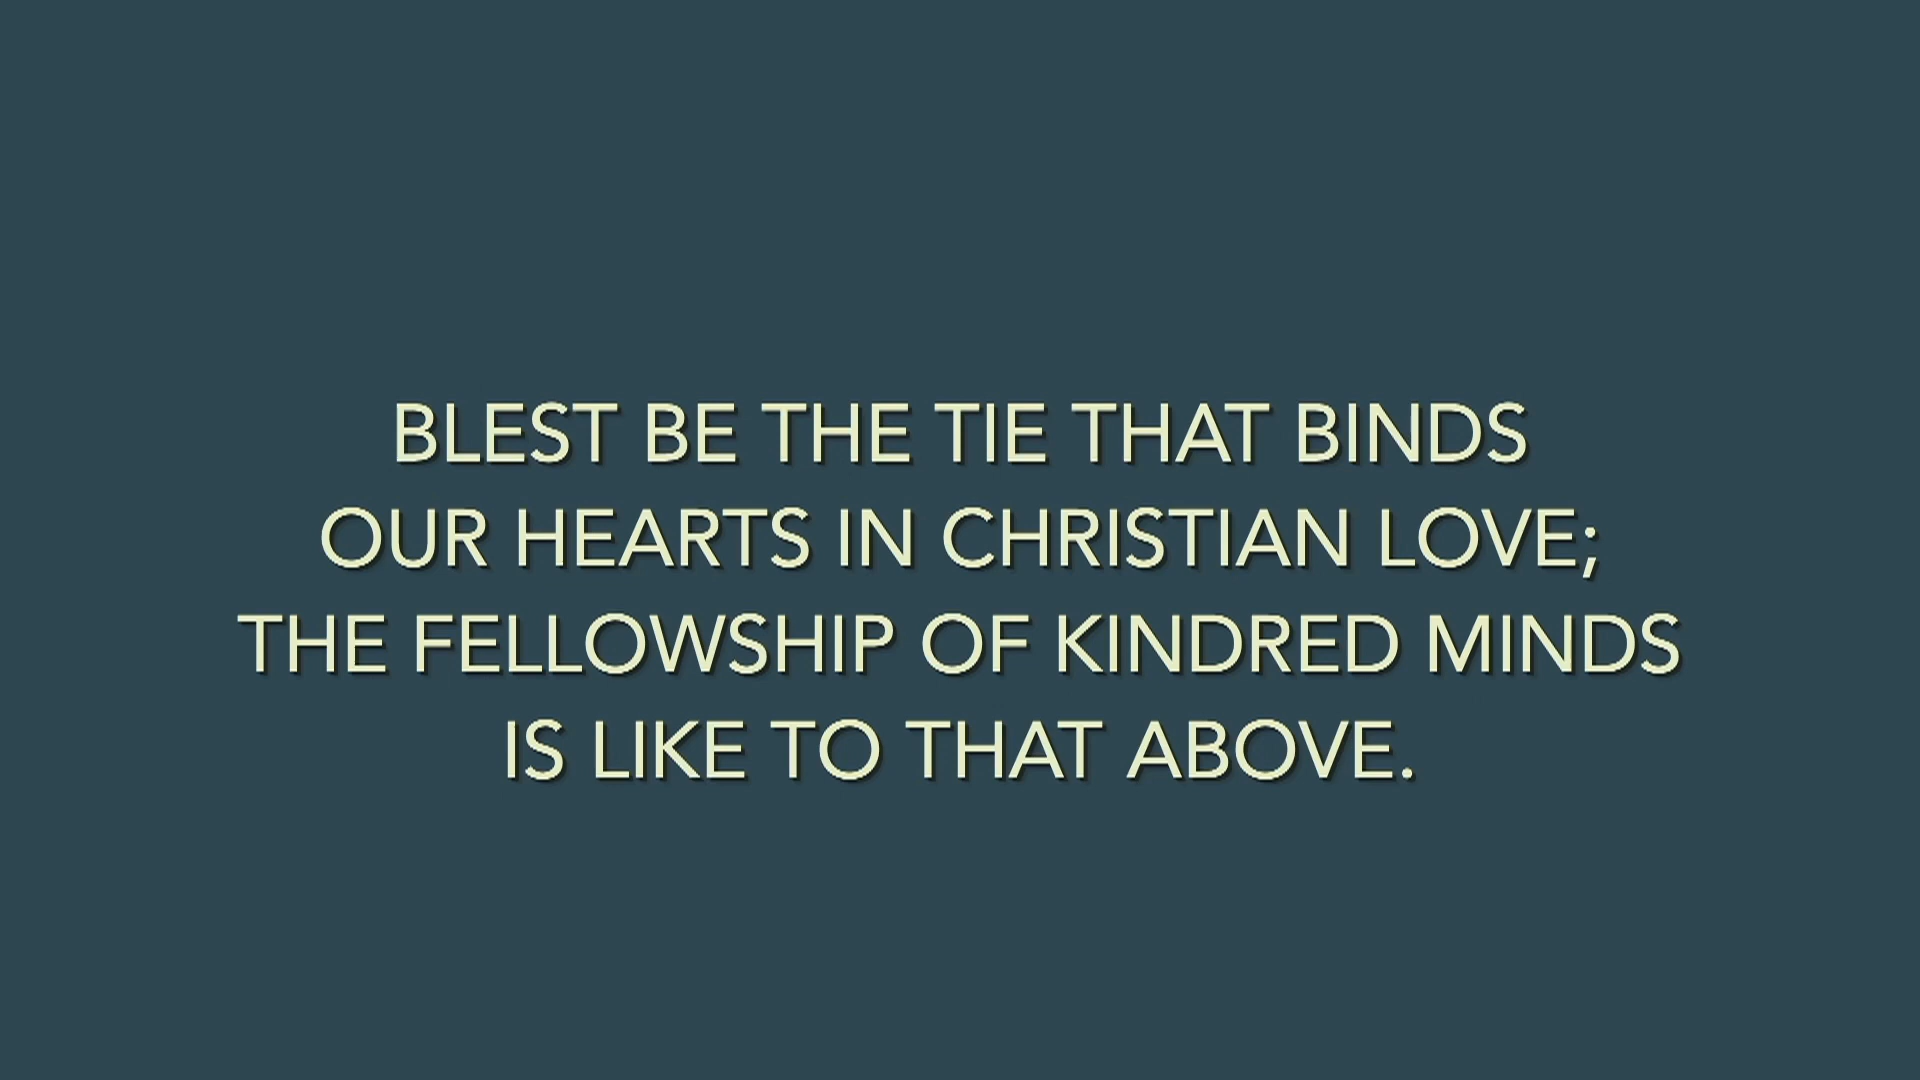 BLEST BE THE TIE THAT BINDS
OUR HEARTS IN CHRISTIAN LOVE;
THE FELLOWSHIP OF KINDRED MINDS
IS LIKE TO THAT ABOVE.